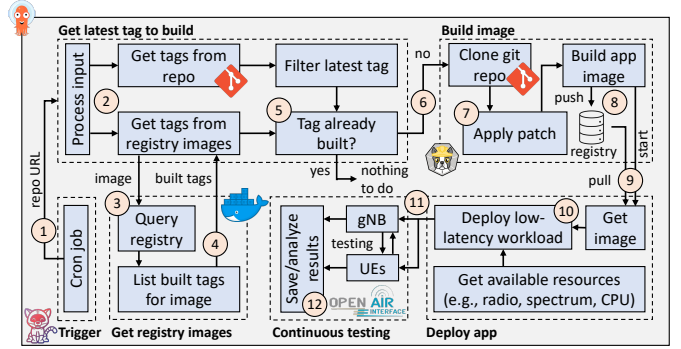 Get latest tag to build
Process input
2
Get tags from
repo
Filter latest tag
Get tags from
registry images
5
Tag already
built?
no
6
yes
nothing
to do
Build image
Clone git
repo
Build app
image
7
Apply patch
push
8
registry
start
pull
9
repo URL
1
Cron job
Trigger
image
built tags
3
Query
registry
4
List built tags
for image
Get registry images
Save/analyze
results
12
gNB
testing
UEs
11
OPEN AIR
INTERFACE
Continuous testing
Deploy low-
latency workload
10
Get
image
Get available resources
(e.g., radio, spectrum, CPU)
Deploy app